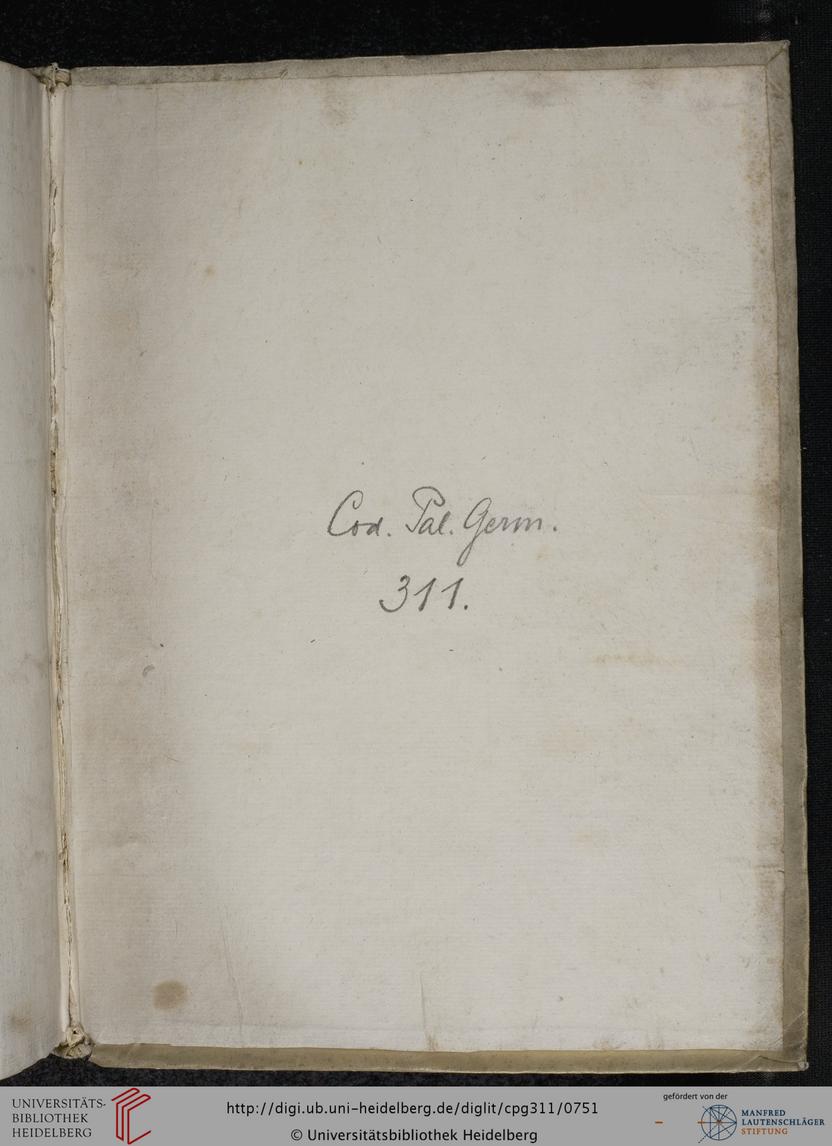 Cod. Pal. Germ.
311.
UNIVERSITÄTS-
BIBLIOTHEK
HEIDELBERG
http://digi.ub.uni-heidelberg.de/diglit/cpg311/0751
© Universitätsbibliothek Heidelberg
gefördert von der
MANFRED
LAUTENSCHLÄGER
STIFTUNG